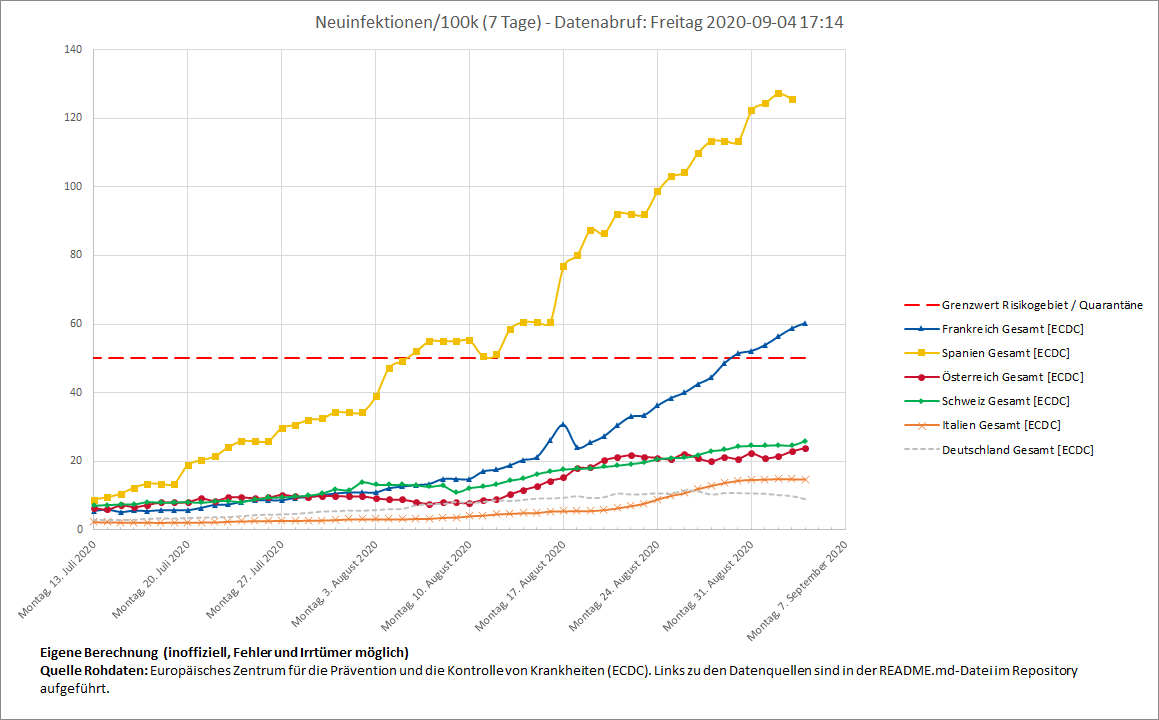 Neuinfektionen/100k (7 Tage) - Datenabruf: Freitag 2020-09-04 17:14
140
120
100
80
60
40
20
0
Montag, 13. Juli 2020
Montag, 20. Juli 2020
Montag, 27. Juli 2020
Montag, 3. August 2020
Montag, 10. August 2020
Montag, 17. August 2020
Montag, 24. August 2020
Montag, 31. August 2020
Montag, 7. September 2020
Grenzwert Risikogebiet / Quarantäne
Frankreich Gesamt [ECDC]
Spanien Gesamt [ECDC]
Österreich Gesamt [ECDC]
Schweiz Gesamt [ECDC]
Italien Gesamt [ECDC]
Deutschland Gesamt [ECDC]
Eigene Berechnung (inoffiziell, Fehler und Irrtümer möglich)
Quelle Rohdaten: Europäisches Zentrum für die Prävention und die Kontrolle von Krankheiten (ECDC). Links zu den Datenquellen sind in der README.md-Datei im Repository
aufgeführt.